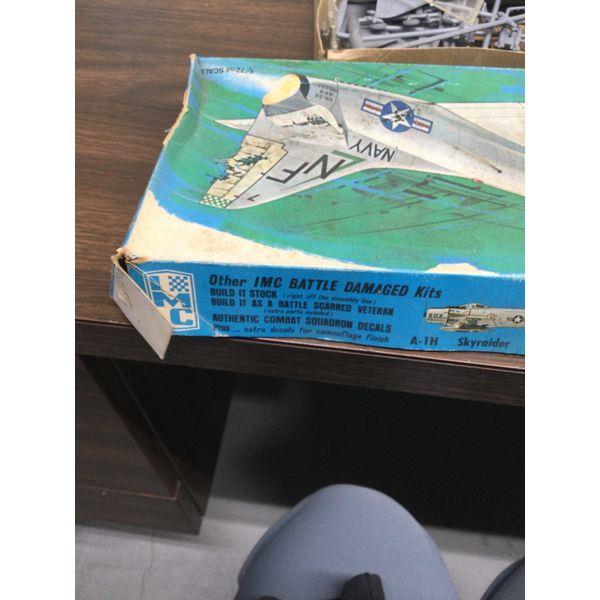 1/72nd SCALE
NAVY
NF
7
IMC
Other IMC BATTLE DAMAGED Kits
BUILD IT STOCK (right off the assembly line)
BUILD IT AS A BATTLE SCARRED VETERAN
(extra parts included)
AUTHENTIC COMBAT SQUADRON DECALS
Plus... extra decals for camouflage finish
503
A-1H Skyraider